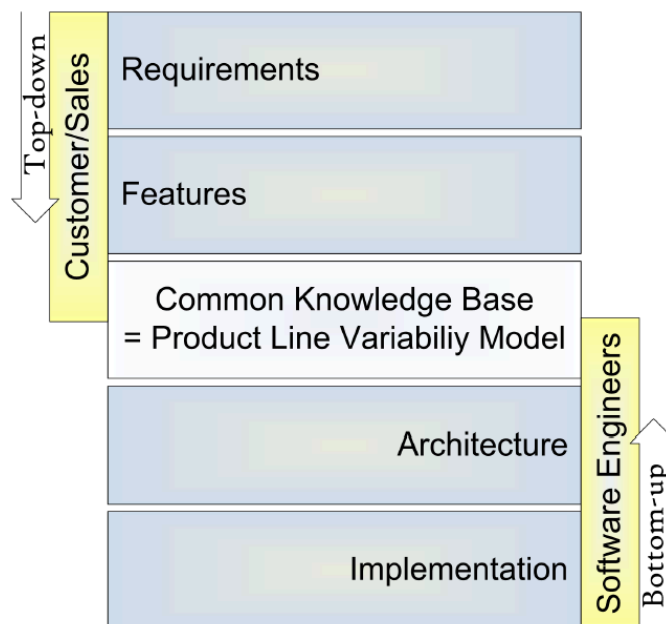 Top-down
Customer/Sales
Requirements
Features
Common Knowledge Base
= Product Line Variabiliy Model
Architecture
Implementation
Software Engineers
Bottom-up